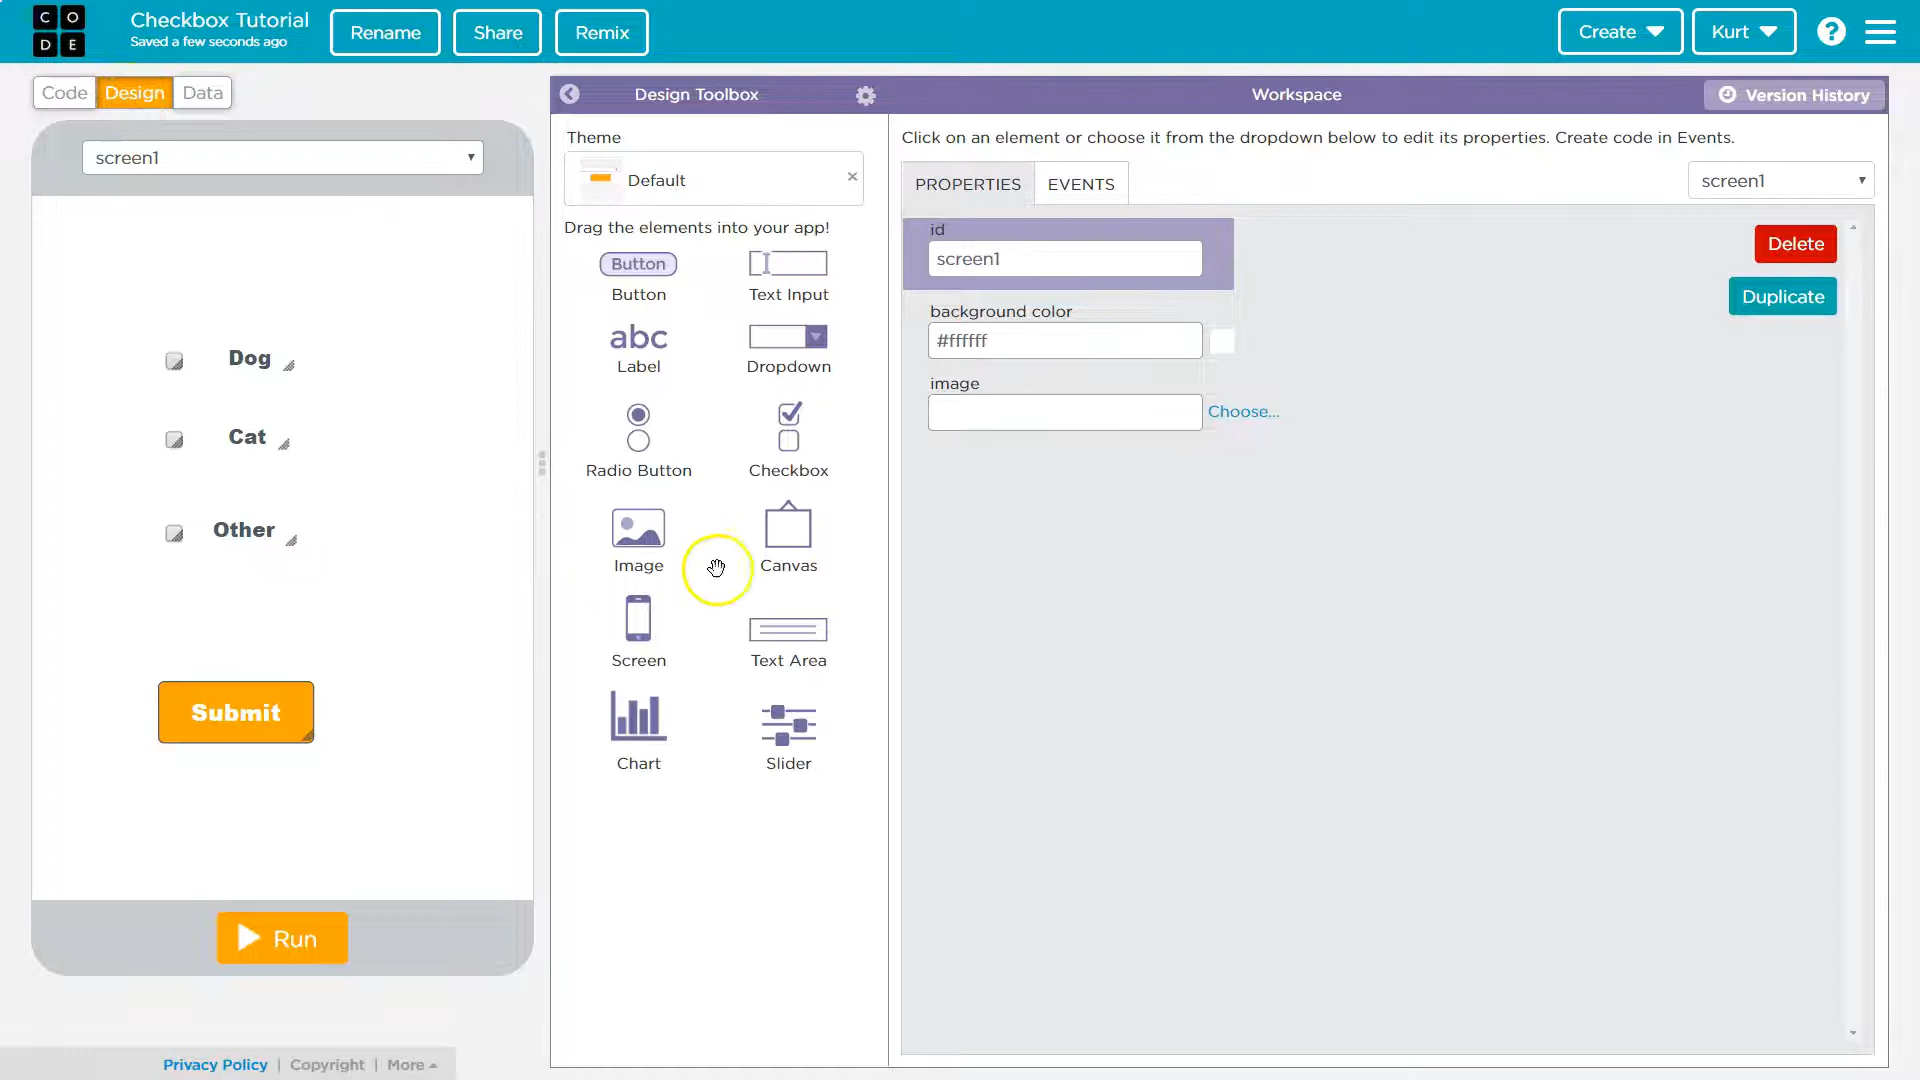 C O
D E
Checkbox Tutorial
Saved a few seconds ago
Rename
Share
Remix
Create
Kurt
?
Code
Design
Data
Design Toolbox
Workspace
Version History
screen1
Theme
Default
×
Drag the elements into your app!
Button
Button
Text Input
abc
Label
Dropdown
Radio Button
Checkbox
Image
Canvas
Screen
Text Area
Chart
Slider
Click on an element or choose it from the dropdown below to edit its properties. Create code in Events.
PROPERTIES
EVENTS
screen1
id
screen1
Delete
Duplicate
background color
#ffffff
image
Choose...
Dog
Cat
Other
Submit
Run
Privacy Policy | Copyright | More